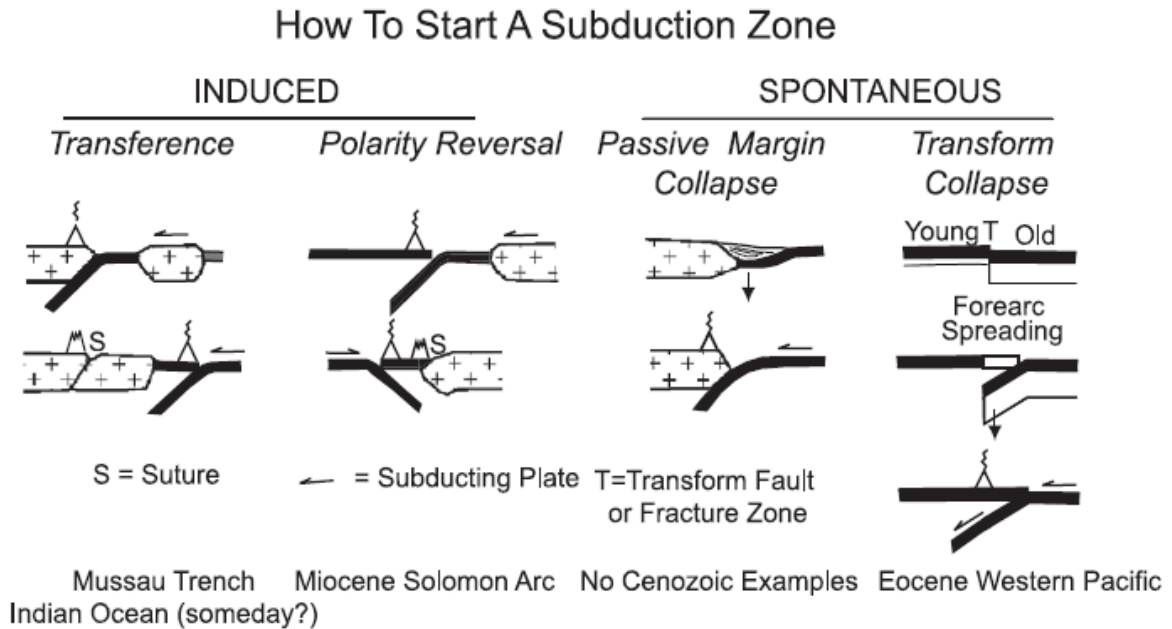 How To Start A Subduction Zone
INDUCED
SPONTANEOUS
Transference
Polarity Reversal
Passive Margin
Collapse
Transform
Collapse
Young T Old
S
S
Forearc
Spreading
S = Suture
= Subducting Plate
T=Transform Fault
or Fracture Zone
Mussau Trench
Indian Ocean (someday?)
Miocene Solomon Arc
No Cenozoic Examples
Eocene Western Pacific